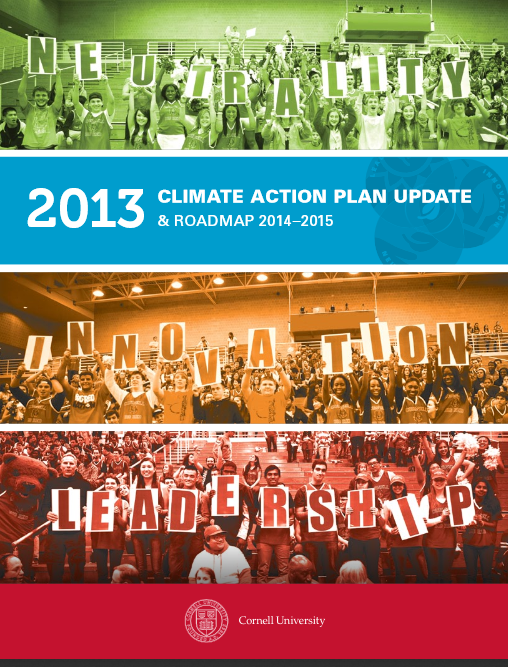 NEUTRALITY
2013
CLIMATE ACTION PLAN UPDATE
& ROADMAP 2014–2015
INNOVATION
LEADERSHIP
Cornell University